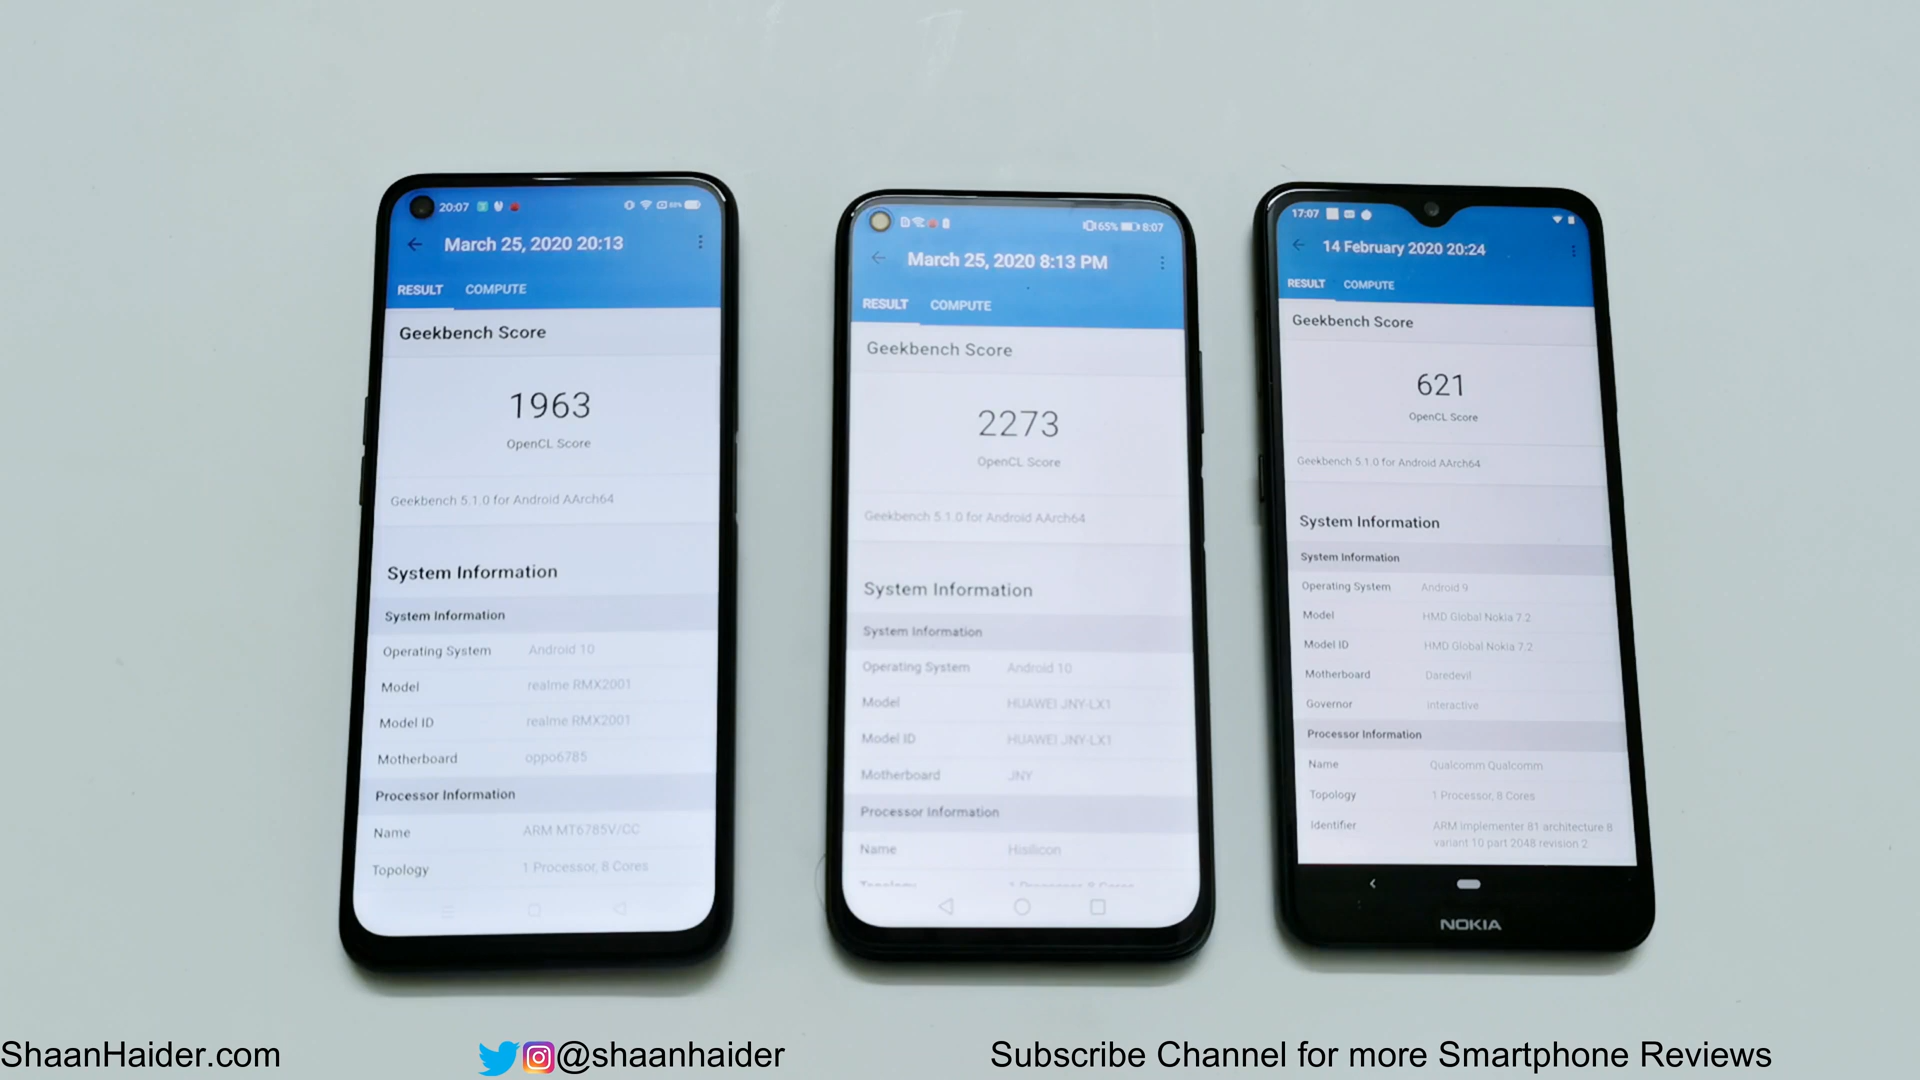 20:07
March 25, 2020 20:13
RESULT COMPUTE
Geekbench Score
1963
OpenCL Score
Geekbench 5.1.0 for Android AArch64
System Information
System Information
Operating System Android 10
Model realme RMX2001
Model ID realme RMX2001
Motherboard oppo6785
Processor Information
Name ARM MT6785V/CC
Topology 1 Processor, 8 Cores
65% 8:07
March 25, 2020 8:13 PM
RESULT COMPUTE
Geekbench Score
2273
OpenCL Score
Geekbench 5.1.0 for Android AArch64
System Information
System Information
Operating System Android 10
Model HUAWEI JNY-LX1
Model ID HUAWEI JNY-LX1
Motherboard JNY
Processor Information
Name Hisilicon
Topology 1 Processor, 8 Cores
17:07
14 February 2020 20:24
RESULT COMPUTE
Geekbench Score
621
OpenCL Score
Geekbench 5.1.0 for Android AArch64
System Information
System Information
Operating System Android 9
Model HMD Global Nokia 7.2
Model ID HMD Global Nokia 7.2
Motherboard Daredevil
Governor interactive
Processor Information
Name Qualcomm Qualcomm
Topology 1 Processor, 8 Cores
Identifier ARM implementer 81 architecture 8
variant 10 part 2048 revision 2
NOKIA
ShaanHaider.com
@shaanhaider
Subscribe Channel for more Smartphone Reviews